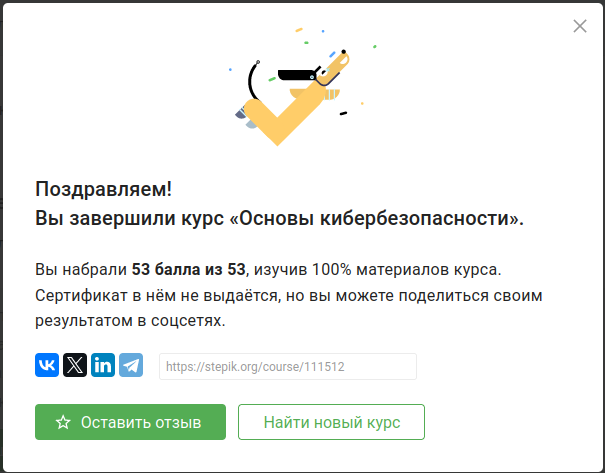 Поздравляем!
Вы завершили курс «Основы кибербезопасности».
Вы набрали 53 балла из 53, изучив 100% материалов курса.
Сертификат в нём не выдаётся, но вы можете поделиться своим
результатом в соцсетях.
https://stepik.org/course/111512
Оставить отзыв
Найти новый курс